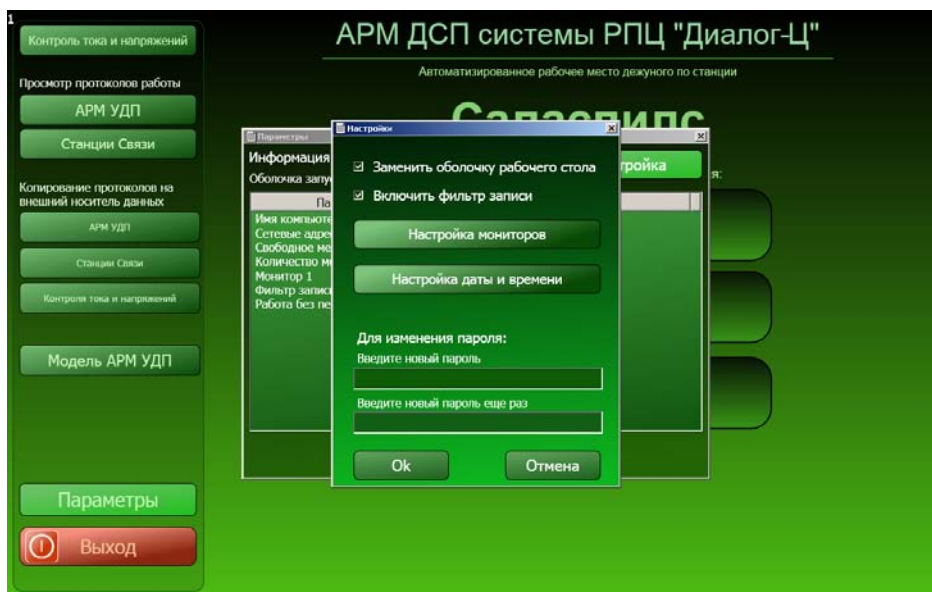 1
Контроль тока и напряжений
Просмотр протоколов работы
АРМ УДП
Станции Связи
Копирование протоколов на
внешний носитель данных
АРМ УДП
Станции Связи
Контроля тока и напряжений
Модель АРМ УДП
Параметры
Выход
АРМ ДСП системы РПЦ "Диалог-Ц"
Автоматизированное рабочее место дежуного по станции
Параметры
Информация
Оболочка запу
Па
Имя компьюте
Сетевые адре
Свободное ме
Количество м
Монитор 1
Фильтр запис
Работа без пе
тройка
я:
Настройки
Заменить оболочку рабочего стола
Включить фильтр записи
Настройка мониторов
Настройка даты и времени
Для изменения пароля:
Введите новый пароль
Введите новый пароль еще раз
Ok
Отмена